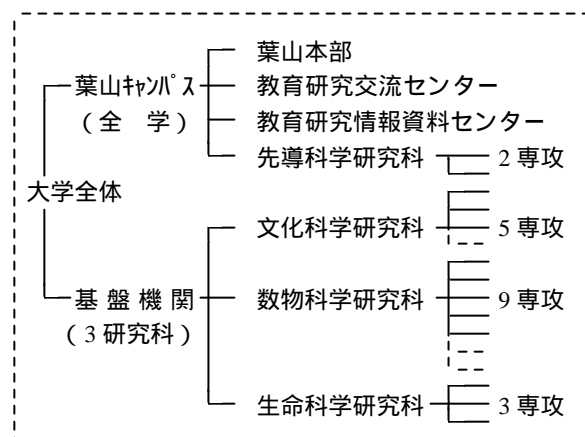 葉山本部
葉山ｷｬﾝﾊﾟｽ 教育研究交流センター
(全 学) 教育研究情報資料センター
先導科学研究科 2 専攻
大学全体
文化科学研究科 5 専攻
基 盤 機 関 数物科学研究科 9 専攻
(3 研究科)
生命科学研究科 3 専攻